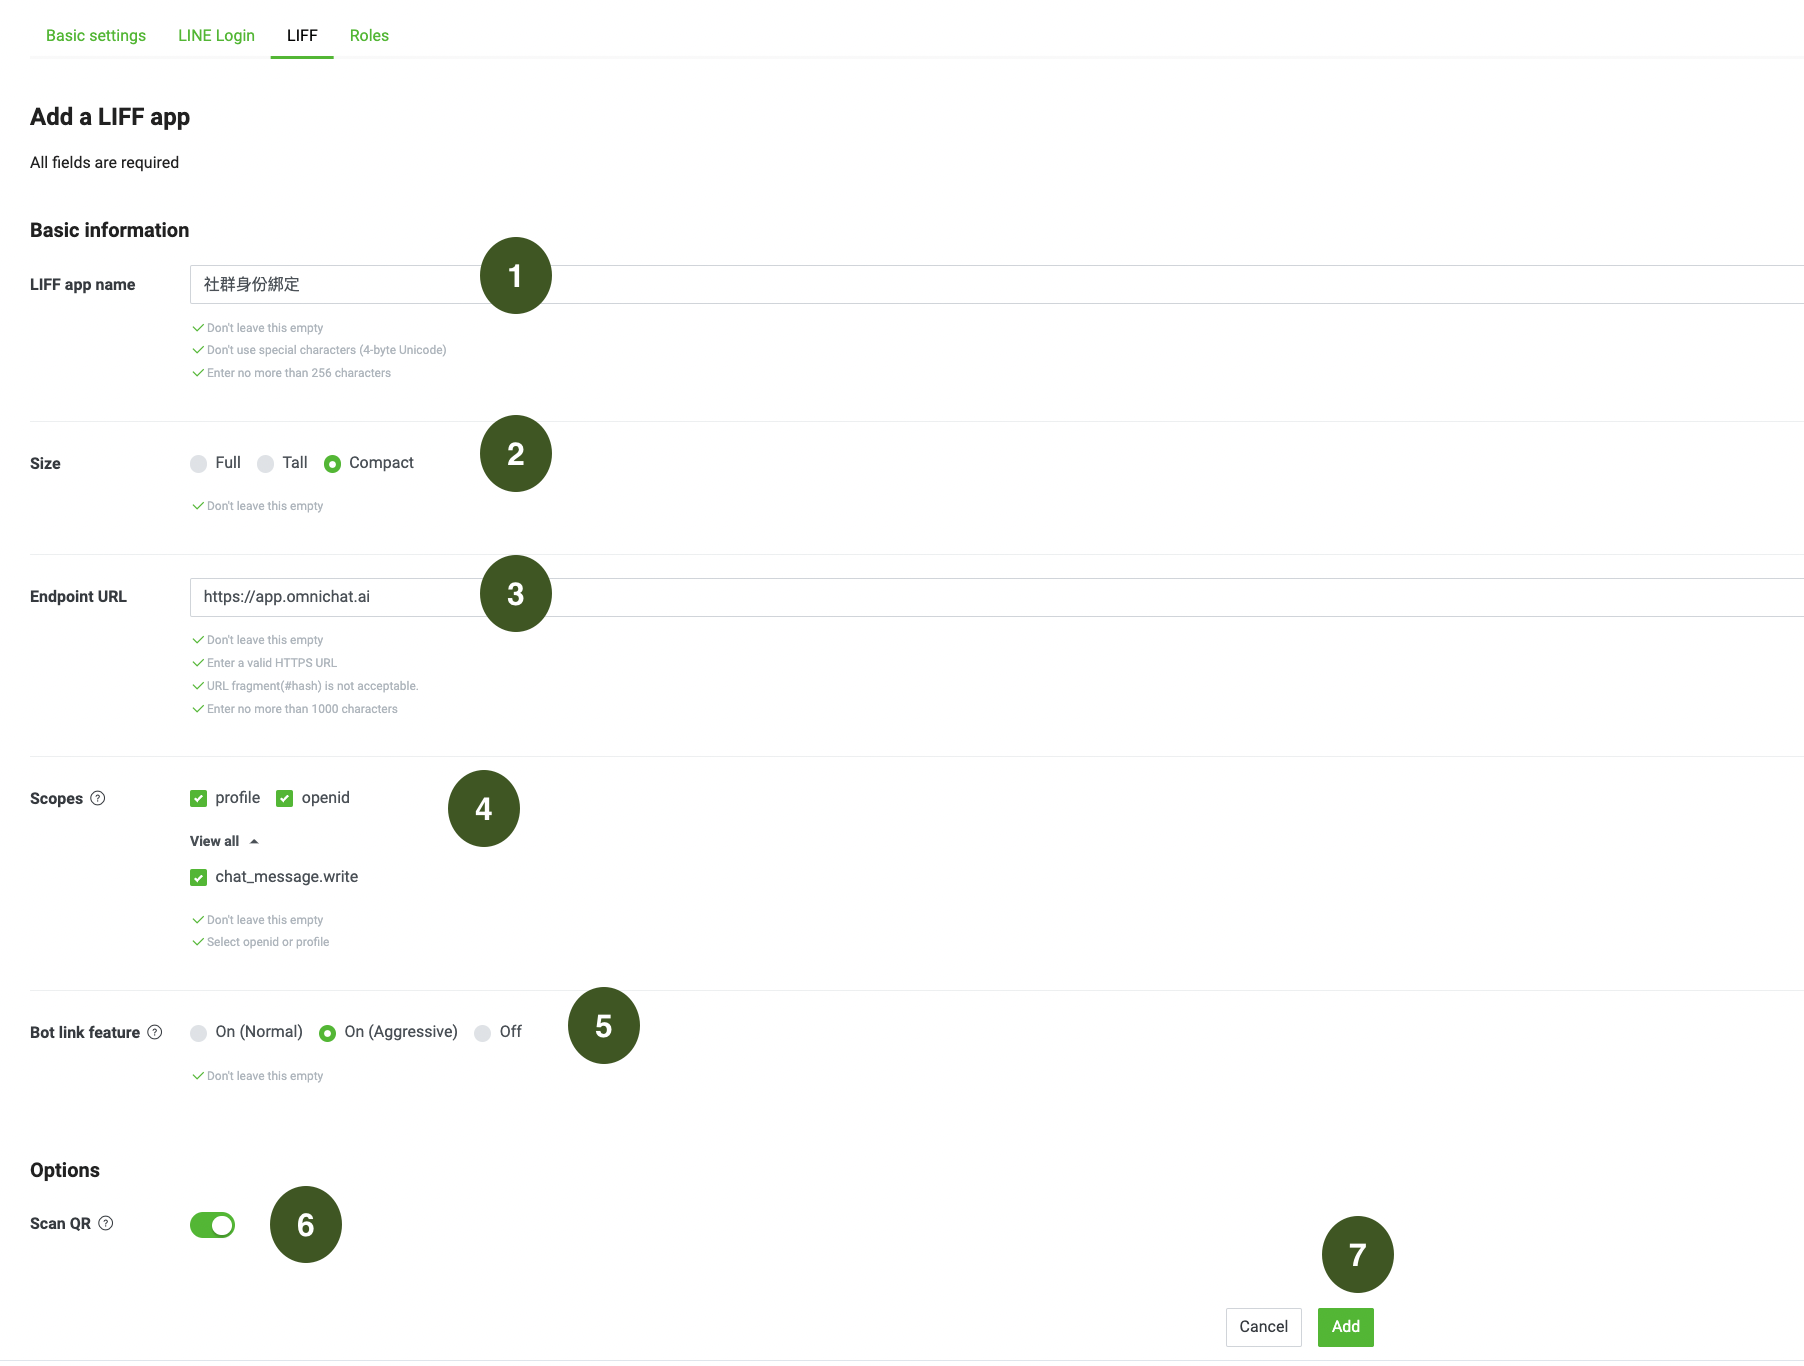 Basic settings LINE Login LIFF Roles
Add a LIFF app
All fields are required
Basic information
1
LIFF app name 社群身份綁定
Don't leave this empty
Don't use special characters (4-byte Unicode)
Enter no more than 256 characters
2
Size Full Tall Compact
Don't leave this empty
3
Endpoint URL https://app.omnichat.ai
Don't leave this empty
Enter a valid HTTPS URL
URL fragment(#hash) is not acceptable.
Enter no more than 1000 characters
Scopes ? profile openid 4
View all
chat_message.write
Don't leave this empty
Select openid or profile
Bot link feature ? On (Normal) On (Aggressive) Off 5
Don't leave this empty
Options
Scan QR ? 6
7
Cancel Add